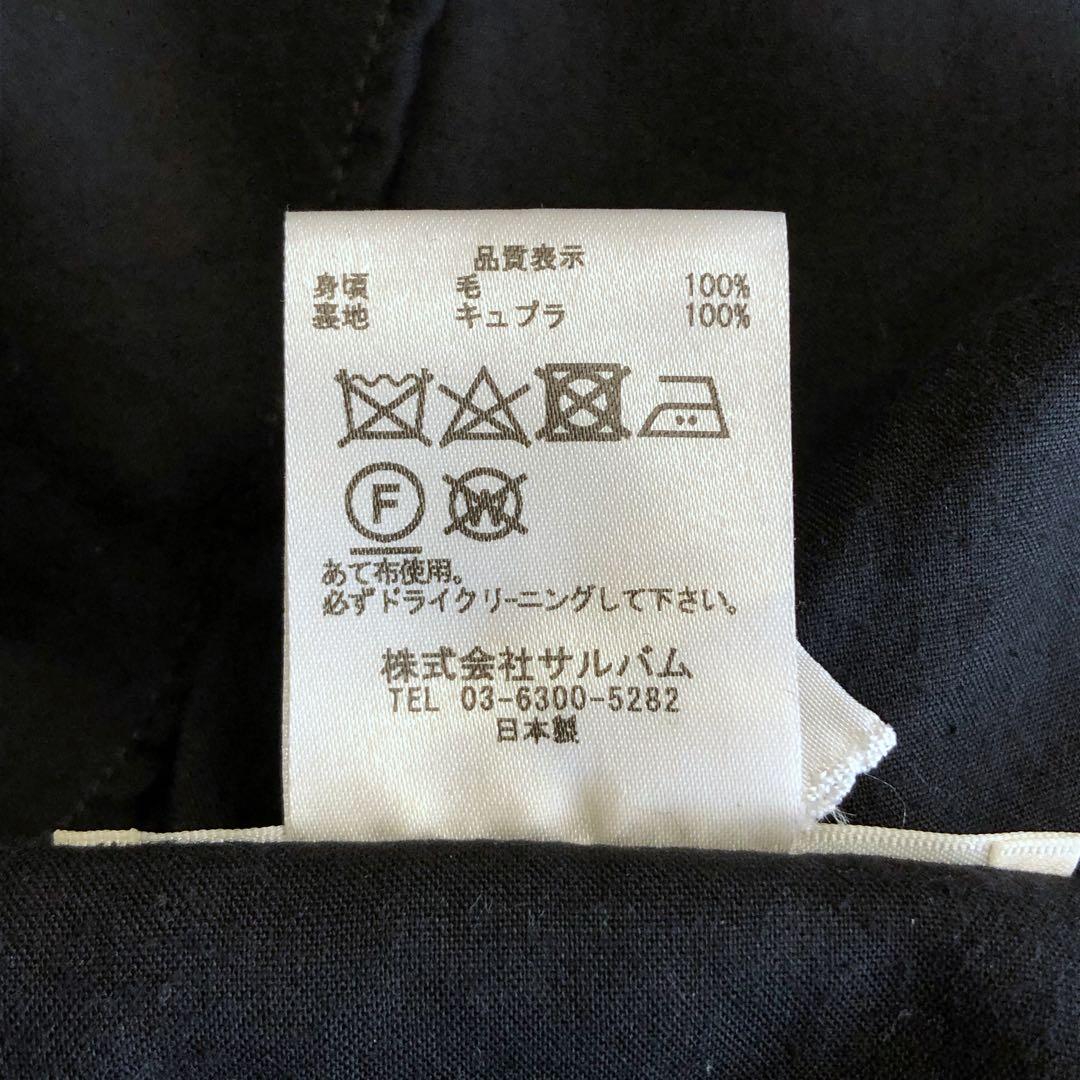 品質表示
身頃 毛 100%
裏地 キュプラ 100%
F W
あて布使用。
必ずドライクリーニングして下さい。
株式会社サルバム
TEL 03-6300-5282
日本製